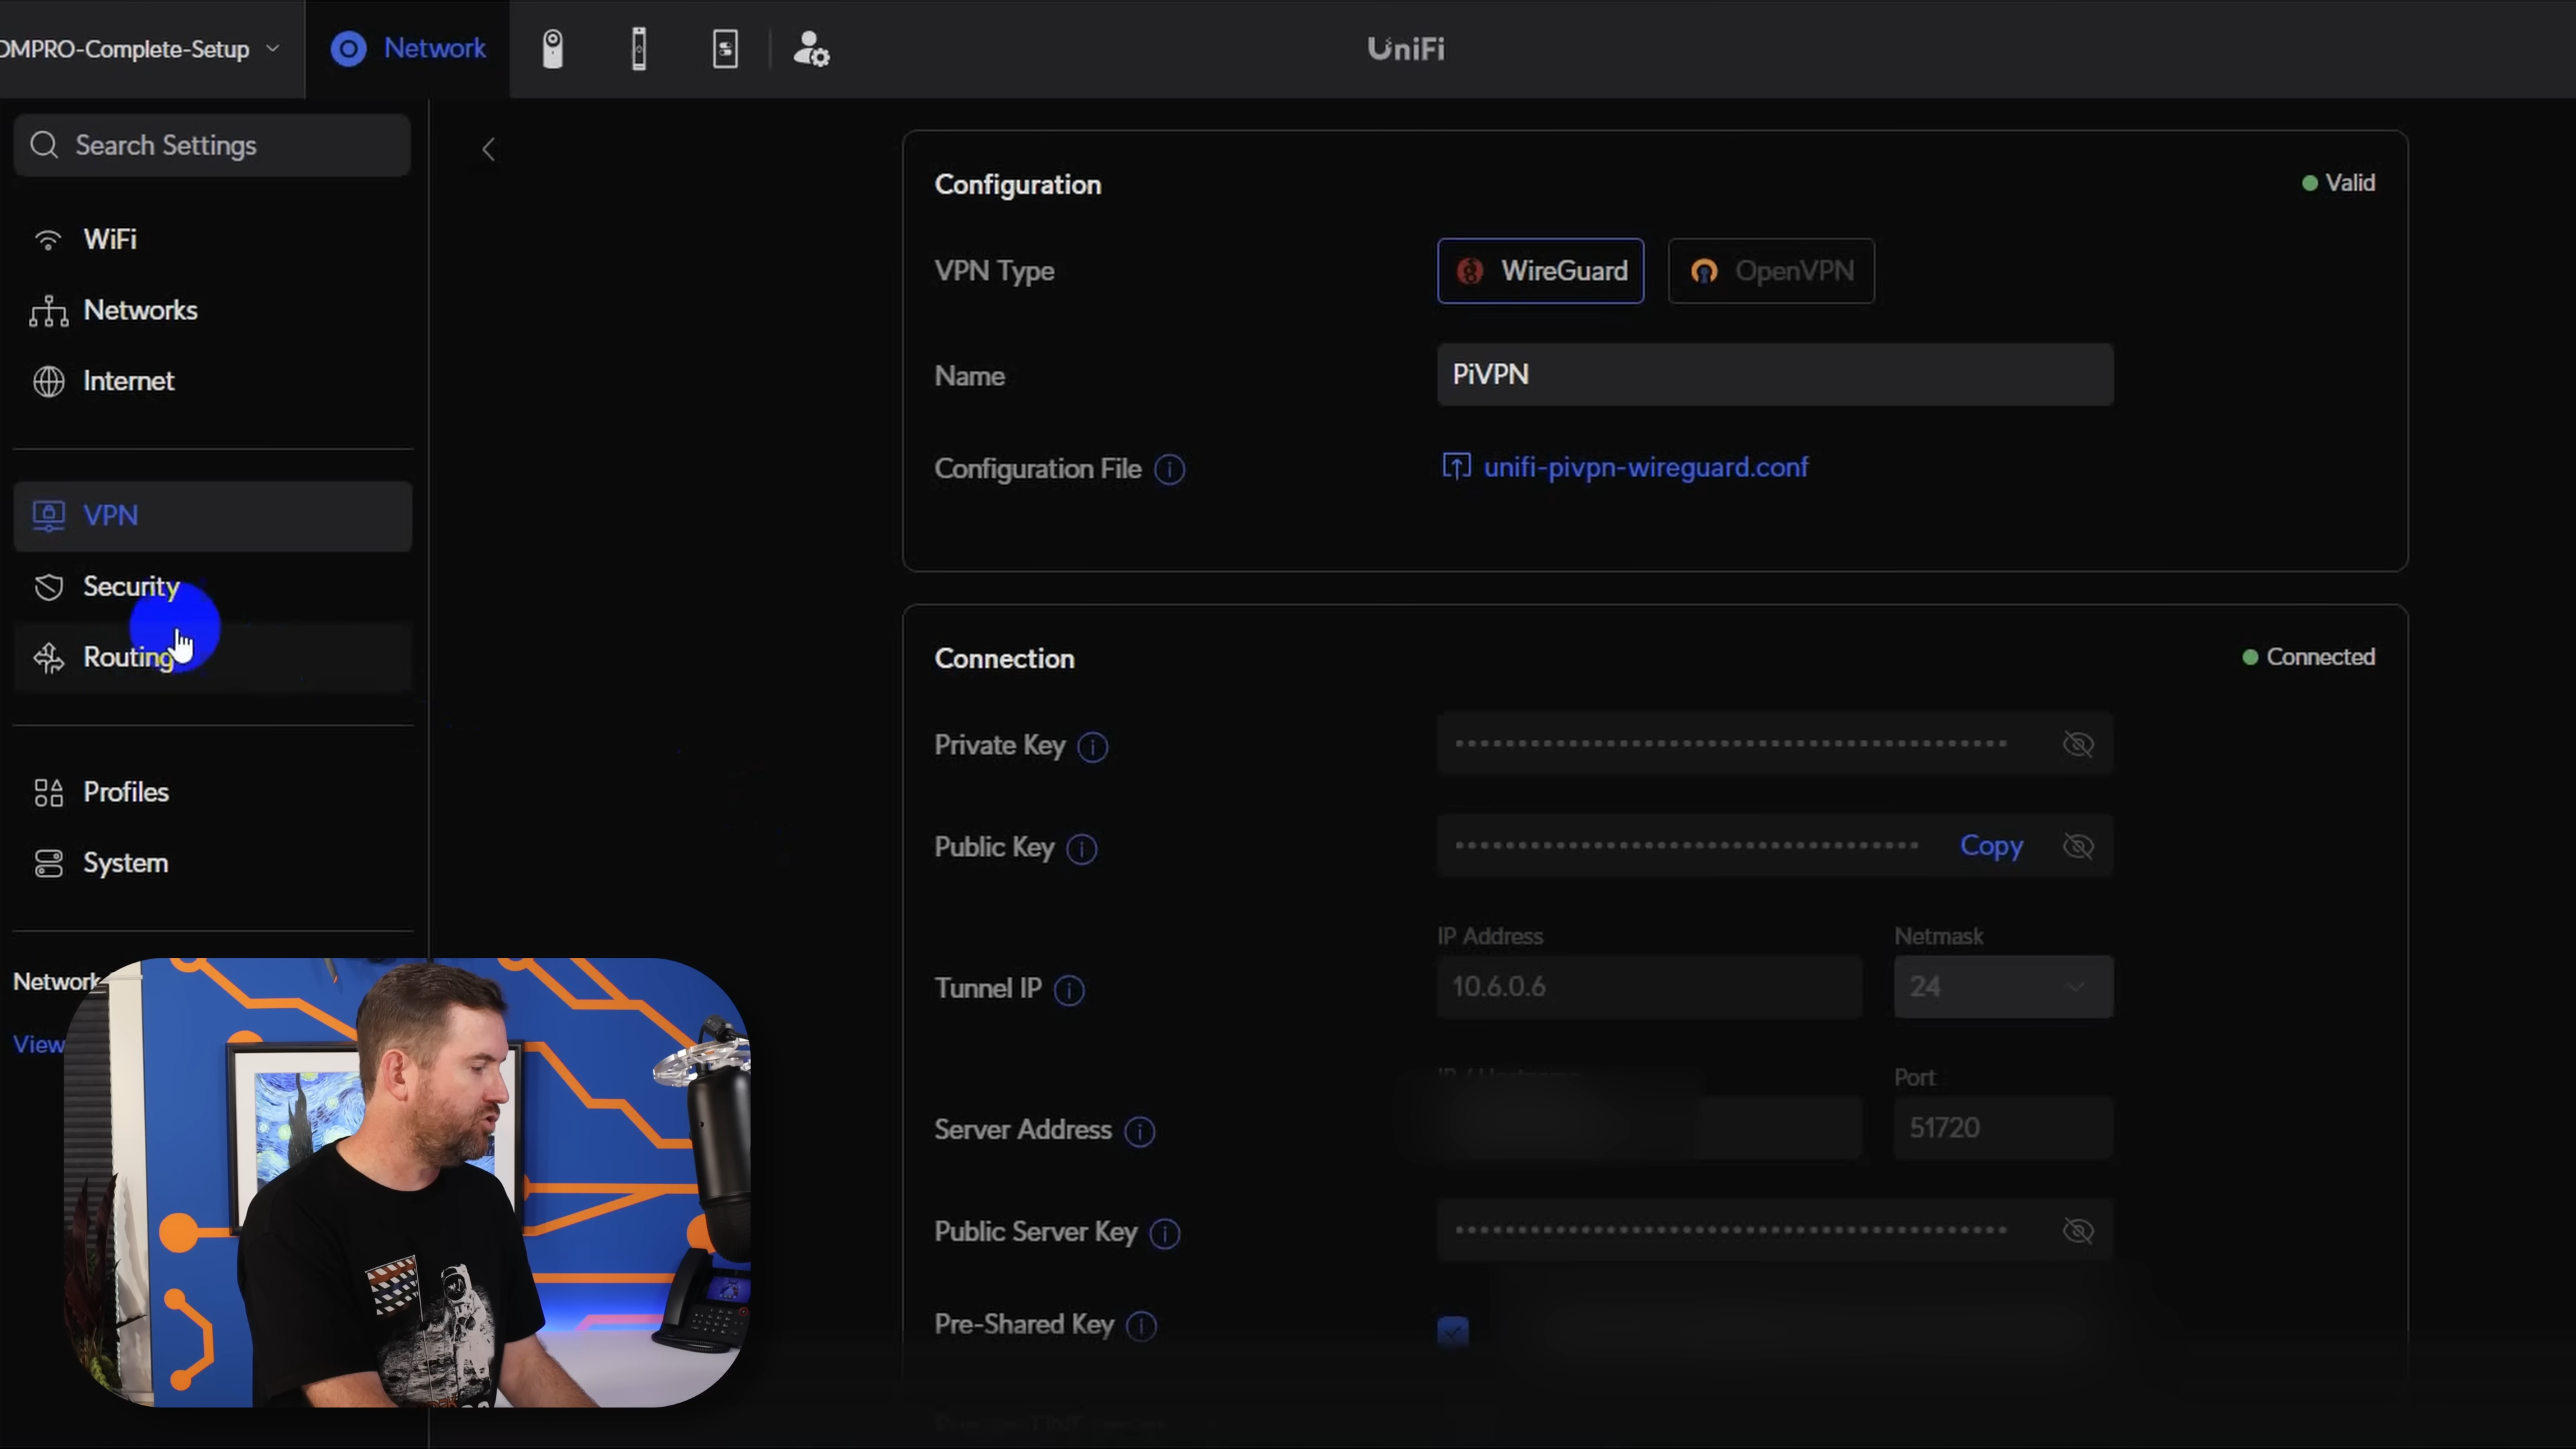 DMPRO-Complete-Setup
Network
UniFi
Search Settings
WiFi
Networks
Internet
VPN
Security
Routing
Profiles
System
Network
View
Configuration
Valid
VPN Type
WireGuard
OpenVPN
Name
PiVPN
Configuration File
unifi-pivpn-wireguard.conf
Connection
Connected
Private Key
Public Key
Copy
IP Address
Netmask
Tunnel IP
10.6.0.6
24
Port
Server Address
51720
Public Server Key
Pre-Shared Key